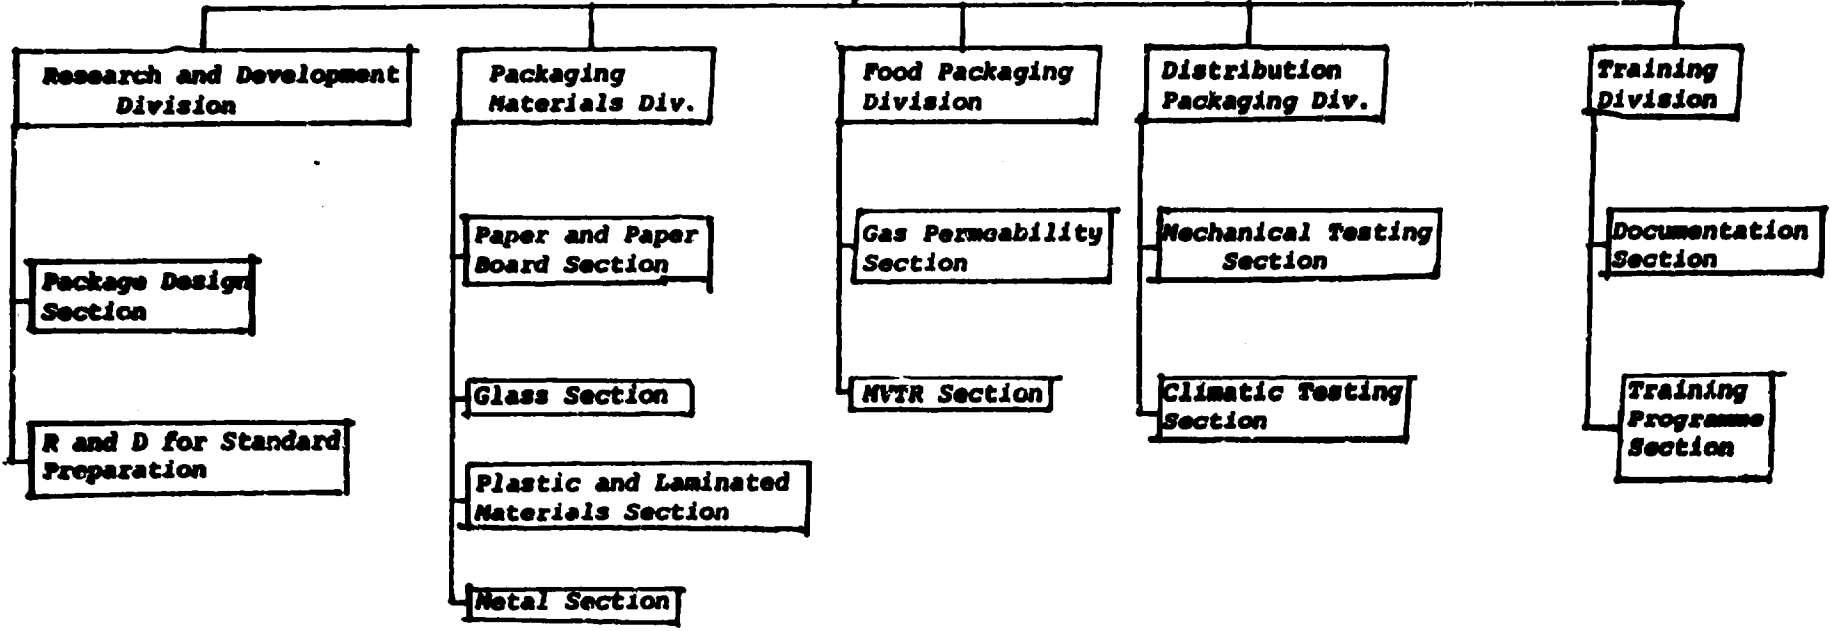 Research and Development
Division
Packaging
Materials Div.
Food Packaging
Division
Distribution
Packaging Div.
Training
Division
Package Design
Section
R and D for Standard
Preparation
Paper and Paper
Board Section
Glass Section
Plastic and Laminated
Materials Section
Metal Section
Gas Permeability
Section
MVTR Section
Mechanical Testing
Section
Climatic Testing
Section
Documentation
Section
Training
Programme
Section